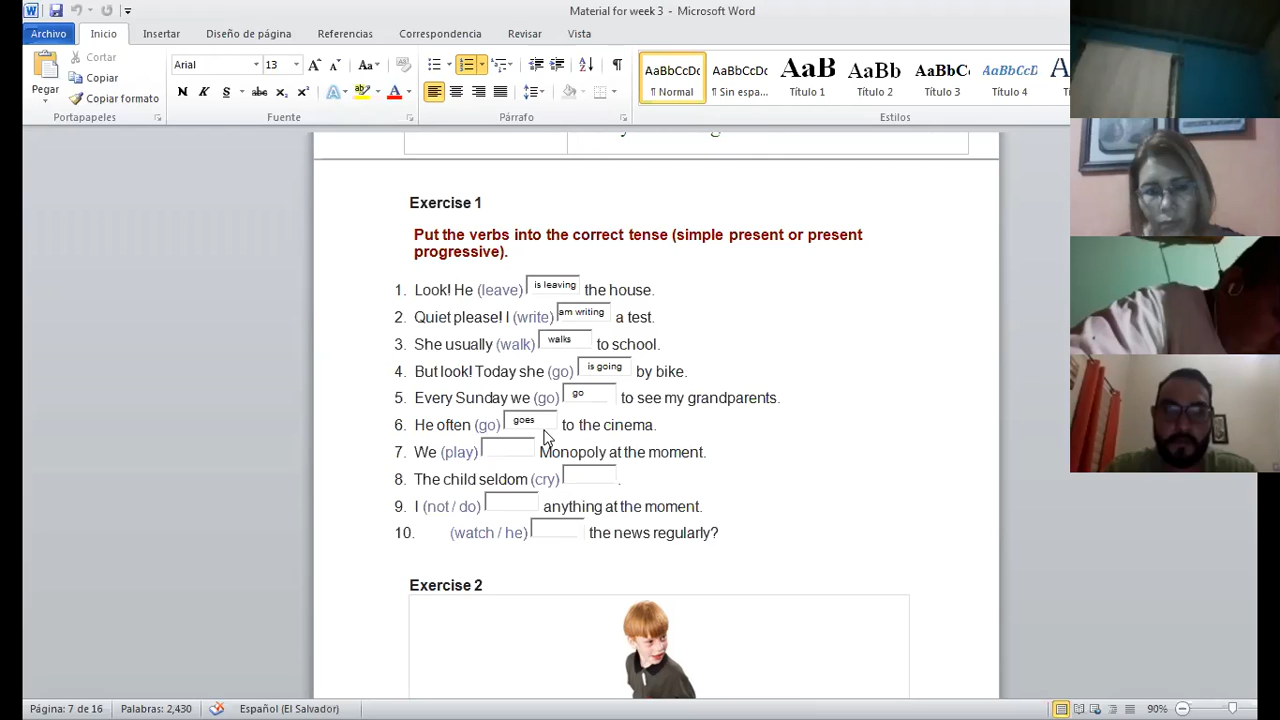 Material for week 3 - Microsoft Word
Archivo Inicio Insertar Diseño de página Referencias Correspondencia Revisar Vista
Cortar
Copiar
Copiar formato
Pegar
Portapapeles
Arial 13
N K S abc x₂ x² A ab A
Fuente
Párrafo
AaBbCcDc AaBbCcDc AaB AaBbCc AaBbCc AaBbCcD
¶ Normal ¶ Sin espa... Título 1 Título 2 Título 3 Título 4
Estilos
Exercise 1
Put the verbs into the correct tense (simple present or present
progressive).
1. Look! He (leave) is leaving the house.
2. Quiet please! I (write) am writing a test.
3. She usually (walk) walks to school.
4. But look! Today she (go) is going by bike.
5. Every Sunday we (go) go to see my grandparents.
6. He often (go) goes to the cinema.
7. We (play) Monopoly at the moment.
8. The child seldom (cry) .
9. I (not / do) anything at the moment.
10. (watch / he) the news regularly?
Exercise 2
Página: 7 de 16 Palabras: 2,430 Español (El Salvador) 90%